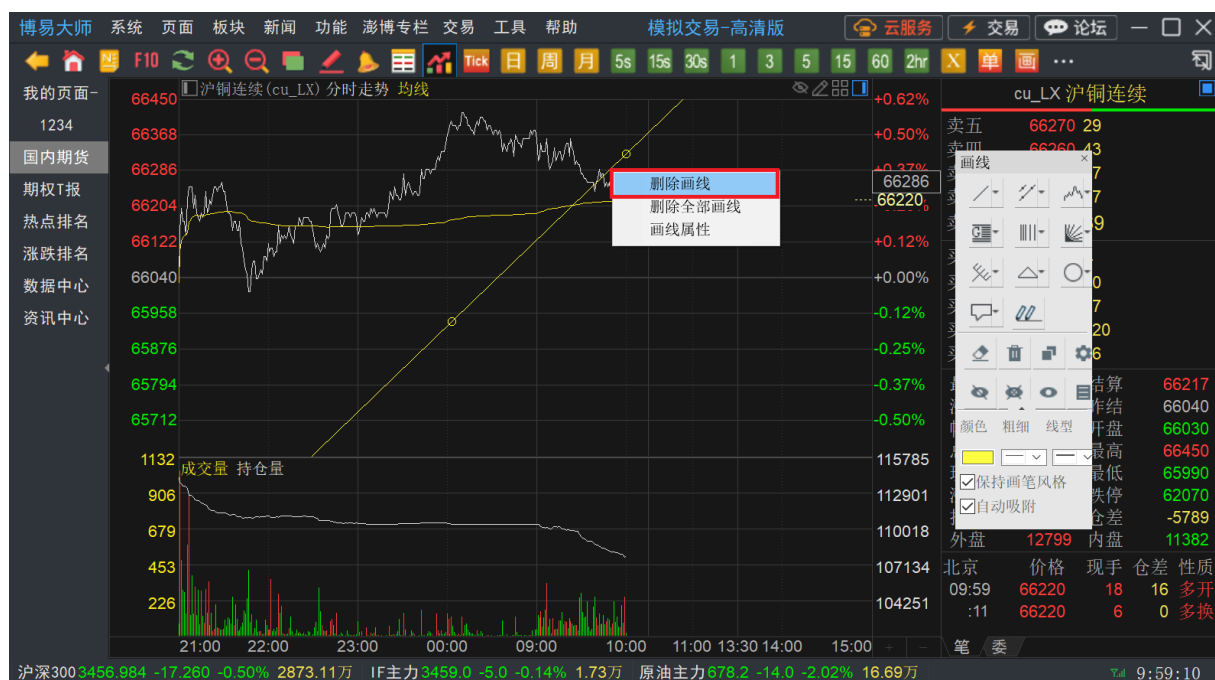 博易大师 系统 页面 板块 新闻 功能 澎博专栏 交易 工具 帮助 模拟交易-高清版 云服务 交易 论坛
F10 Tick 日 周 月 5s 15s 30s 1 3 5 15 60 2hr X 单 画 ···
我的页面-
1234
国内期货
期权T报
热点排名
涨跌排名
数据中心
资讯中心
沪铜连续(cu_LX) 分时走势 均线
66450 +0.62%
66368 +0.50%
66286 +0.37%
66204
66122 +0.12%
66040 +0.00%
65958 -0.12%
65876 -0.25%
65794 -0.37%
65712 -0.50%
66286
66220
删除画线
删除全部画线
画线属性
成交量 持仓量
1132 115785
906 112901
679 110018
453 107134
226 104251
21:00 22:00 23:00 00:00 09:00 10:00 11:00 13:30 14:00 15:00 + -
cu_LX 沪铜连续
卖五 66270 29
卖四 66260 43
画线 ×
颜色 粗细 线型
保持画笔风格
自动吸附
结算 66217
昨结 66040
开盘 66030
最高 66450
最低 65990
跌停 62070
仓差 -5789
外盘 12799 内盘 11382
北京 价格 现手 仓差 性质
09:59 66220 18 16 多开
:11 66220 6 0 多换
笔 委
沪深300 3456.984 -17.260 -0.50% 2873.11万 IF主力 3459.0 -5.0 -0.14% 1.73万 原油主力 678.2 -14.0 -2.02% 16.69万 9:59:10